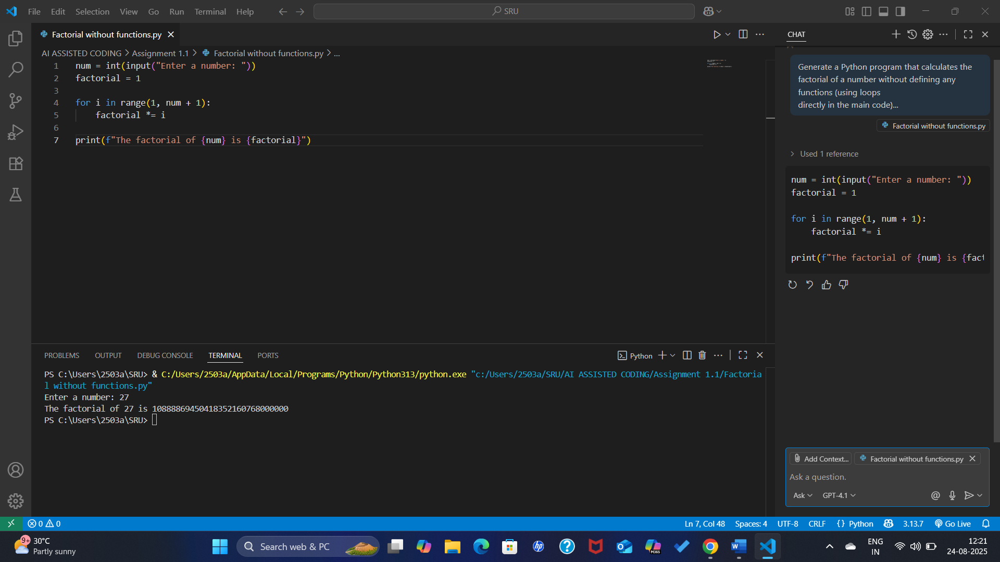 File Edit Selection View Go Run Terminal Help
SRU
Factorial without functions.py
AI ASSISTED CODING > Assignment 1.1 > Factorial without functions.py > ...
1 num = int(input("Enter a number: "))
2 factorial = 1
3
4 for i in range(1, num + 1):
5 factorial *= i
6
7 print(f"The factorial of {num} is {factorial}")
CHAT
Generate a Python program that calculates the
factorial of a number without defining any
functions (using loops
directly in the main code)...
Factorial without functions.py
Used 1 reference
num = int(input("Enter a number: "))
factorial = 1
for i in range(1, num + 1):
factorial *= i
print(f"The factorial of {num} is {fact
PROBLEMS OUTPUT DEBUG CONSOLE TERMINAL PORTS
Python
PS C:\Users\2503a\SRU> & C:/Users/2503a/AppData/Local/Programs/Python/Python313/python.exe "c:/Users/2503a/SRU/AI ASSISTED CODING/Assignment 1.1/Factoria
l without functions.py"
Enter a number: 27
The factorial of 27 is 10888869450418352160768000000
PS C:\Users\2503a\SRU>
Add Context... Factorial without functions.py
Ask a question.
Ask GPT-4.1
0 0
Ln 7, Col 48 Spaces: 4 UTF-8 CRLF {} Python 3.13.7 Go Live
9+
30°C
Partly sunny
Search web & PC
hp
M365
ENG
IN
12:21
24-08-2025